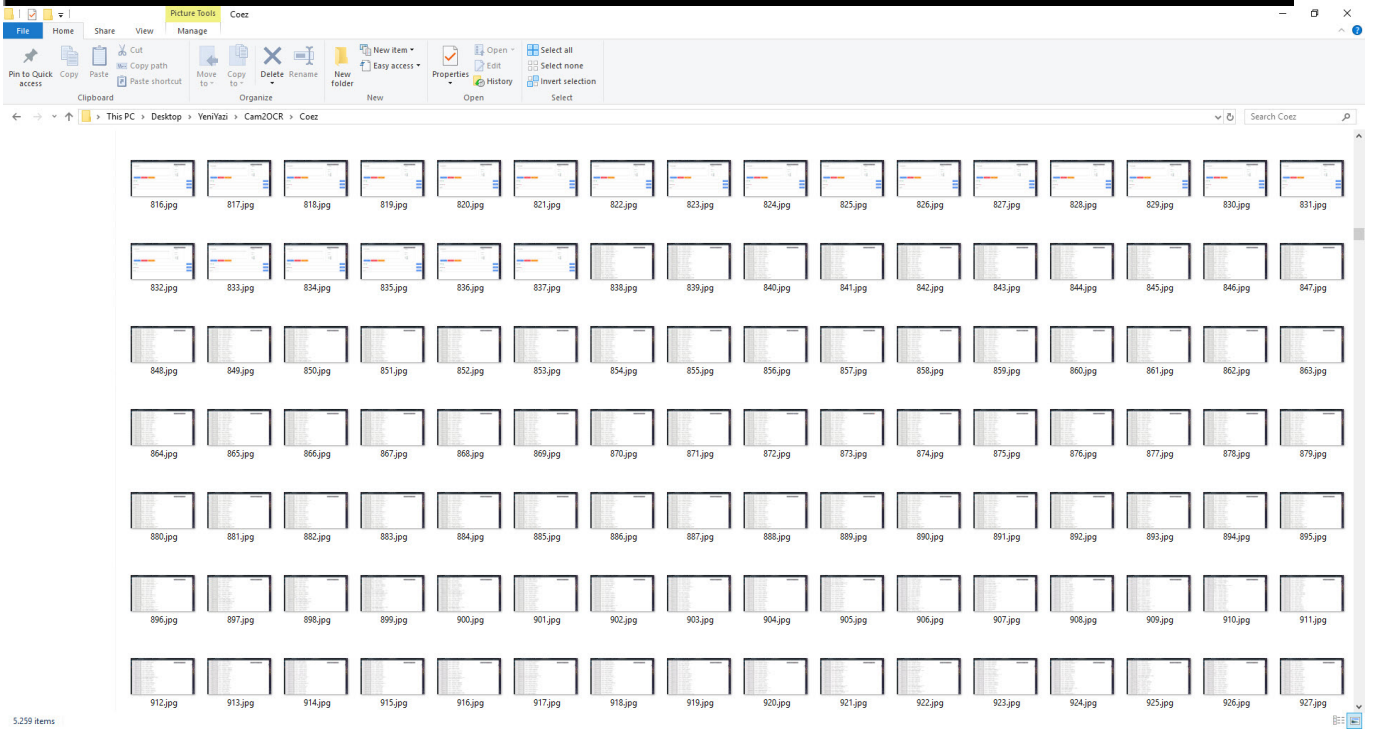 Picture Tools Coez
File Home Share View Manage
Pin to Quick access
Copy
Paste
Cut
Copy path
Paste shortcut
Clipboard
Move to
Copy to
Delete
Rename
Organize
New folder
New item
Easy access
New
Properties
Open
Edit
History
Open
Select all
Select none
Invert selection
Select
This PC > Desktop > YeniYazi > Cam2OCR > Coez
Search Coez
816.jpg 817.jpg 818.jpg 819.jpg 820.jpg 821.jpg 822.jpg 823.jpg 824.jpg 825.jpg 826.jpg 827.jpg 828.jpg 829.jpg 830.jpg 831.jpg
832.jpg 833.jpg 834.jpg 835.jpg 836.jpg 837.jpg 838.jpg 839.jpg 840.jpg 841.jpg 842.jpg 843.jpg 844.jpg 845.jpg 846.jpg 847.jpg
848.jpg 849.jpg 850.jpg 851.jpg 852.jpg 853.jpg 854.jpg 855.jpg 856.jpg 857.jpg 858.jpg 859.jpg 860.jpg 861.jpg 862.jpg 863.jpg
864.jpg 865.jpg 866.jpg 867.jpg 868.jpg 869.jpg 870.jpg 871.jpg 872.jpg 873.jpg 874.jpg 875.jpg 876.jpg 877.jpg 878.jpg 879.jpg
880.jpg 881.jpg 882.jpg 883.jpg 884.jpg 885.jpg 886.jpg 887.jpg 888.jpg 889.jpg 890.jpg 891.jpg 892.jpg 893.jpg 894.jpg 895.jpg
896.jpg 897.jpg 898.jpg 899.jpg 900.jpg 901.jpg 902.jpg 903.jpg 904.jpg 905.jpg 906.jpg 907.jpg 908.jpg 909.jpg 910.jpg 911.jpg
912.jpg 913.jpg 914.jpg 915.jpg 916.jpg 917.jpg 918.jpg 919.jpg 920.jpg 921.jpg 922.jpg 923.jpg 924.jpg 925.jpg 926.jpg 927.jpg
5.259 items